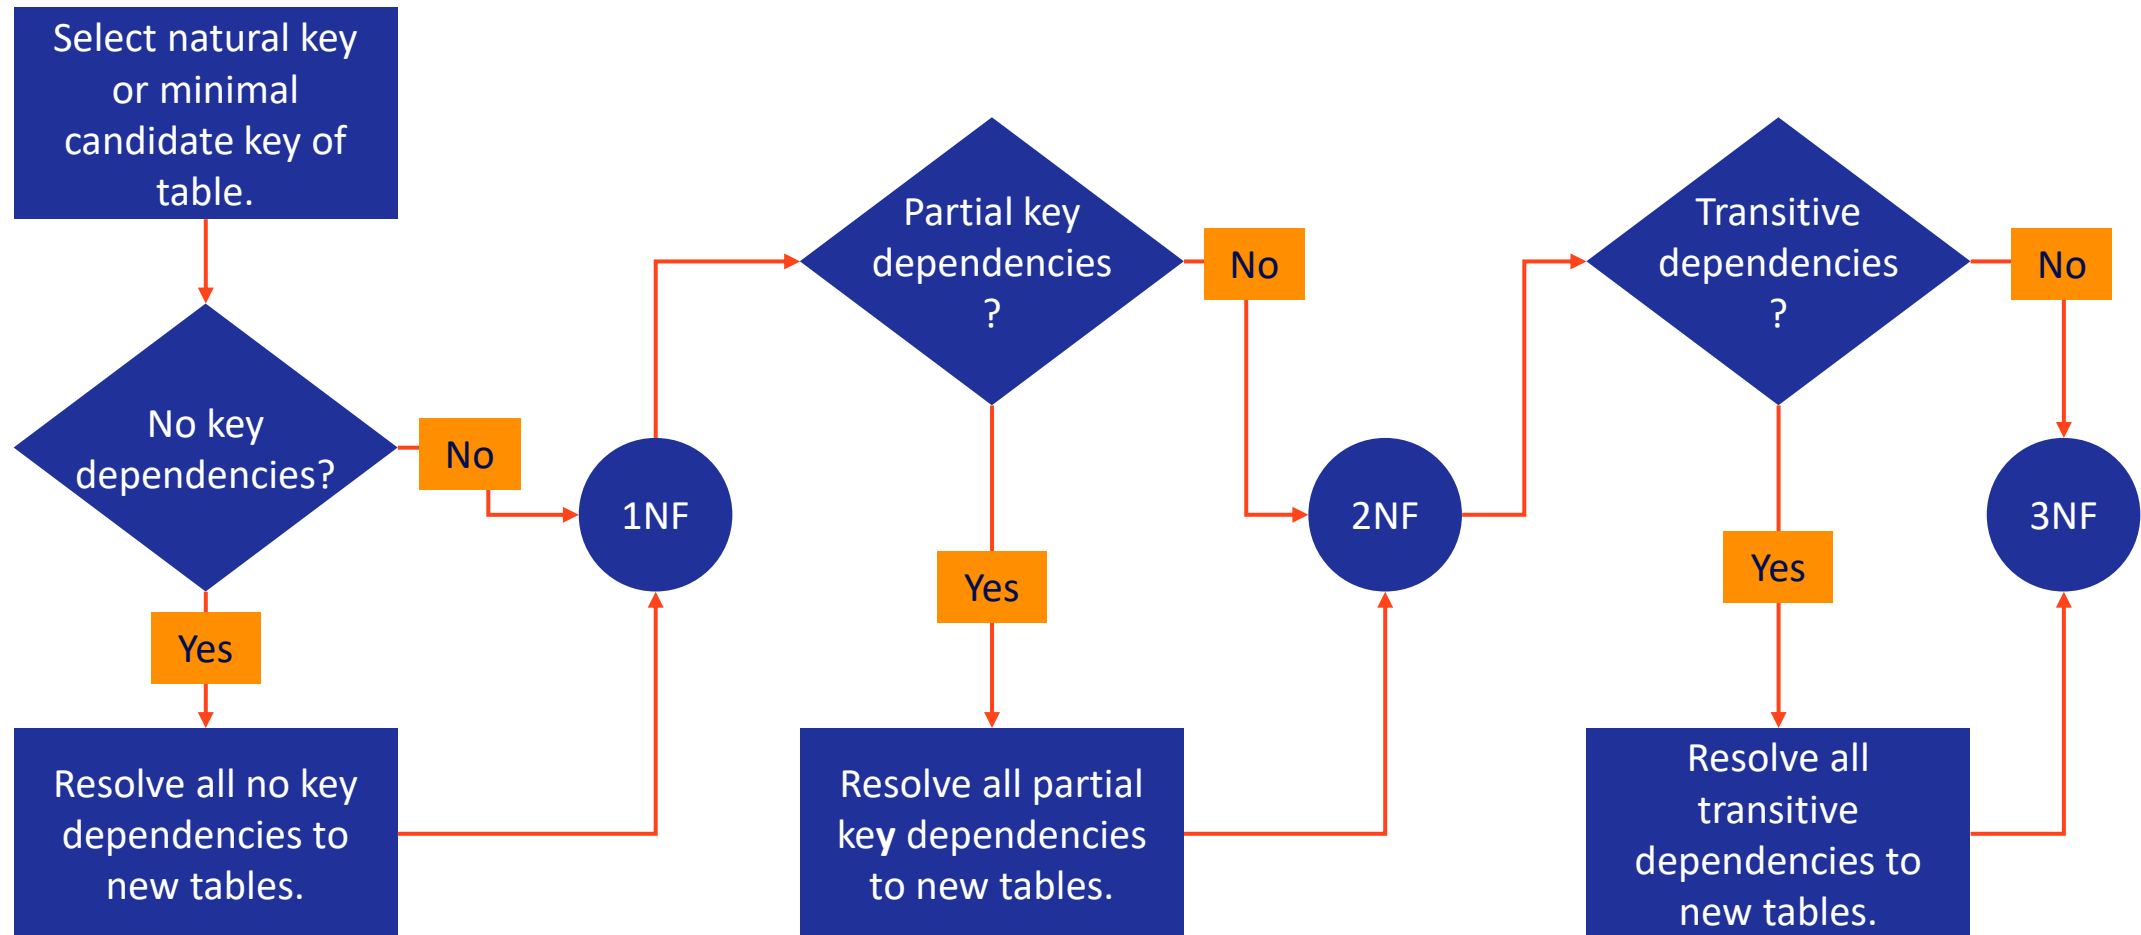 Select natural key
or minimal
candidate key of
table.
No key
dependencies?
No
Yes
Resolve all no key
dependencies to
new tables.
1NF
Partial key
dependencies
?
No
Yes
Resolve all partial
key dependencies
to new tables.
2NF
Transitive
dependencies
?
No
Yes
Resolve all
transitive
dependencies to
new tables.
3NF